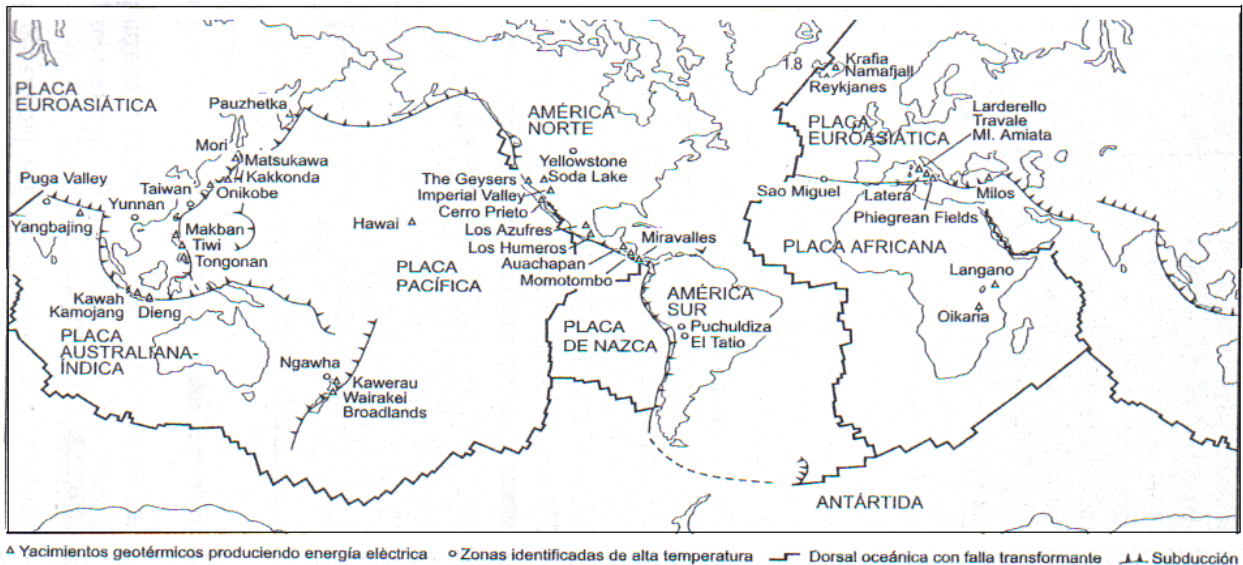 PLACA
EUROASIÁTICA
Pauzhetka
Mori
Matsukawa
Kakkonda
Onikobe
Puga Valley
Taiwan
Yunnan
Yangbajing
Makban
Tiwi
Tongonan
Kawah
Kamojang
Dieng
PLACA
AUSTRALIANA-
ÍNDICA
Ngawha
Kawerau
Wairakei
Broadlands
Hawai
PLACA
PACÍFICA
AMÉRICA
NORTE
Yellowstone
Soda Lake
The Geysers
Imperial Valley
Cerro Prieto
Los Azufres
Los Humeros
Auachapan
Momotombo
Miravalles
PLACA
DE NAZCA
AMÉRICA
SUR
Puchuldiza
El Tatio
1.8
Krafia
Namafjall
Reykjanes
PLACA
EUROASIÁTICA
Larderello
Travale
Ml. Amiata
Sao Miguel
Latera
Milos
Phiegrean Fields
PLACA AFRICANA
Langano
Oikaria
ANTÁRTIDA
Yacimientos geotérmicos produciendo energía elèctrica
Zonas identificadas de alta temperatura
Dorsal oceánica con falla transformante
Subducción